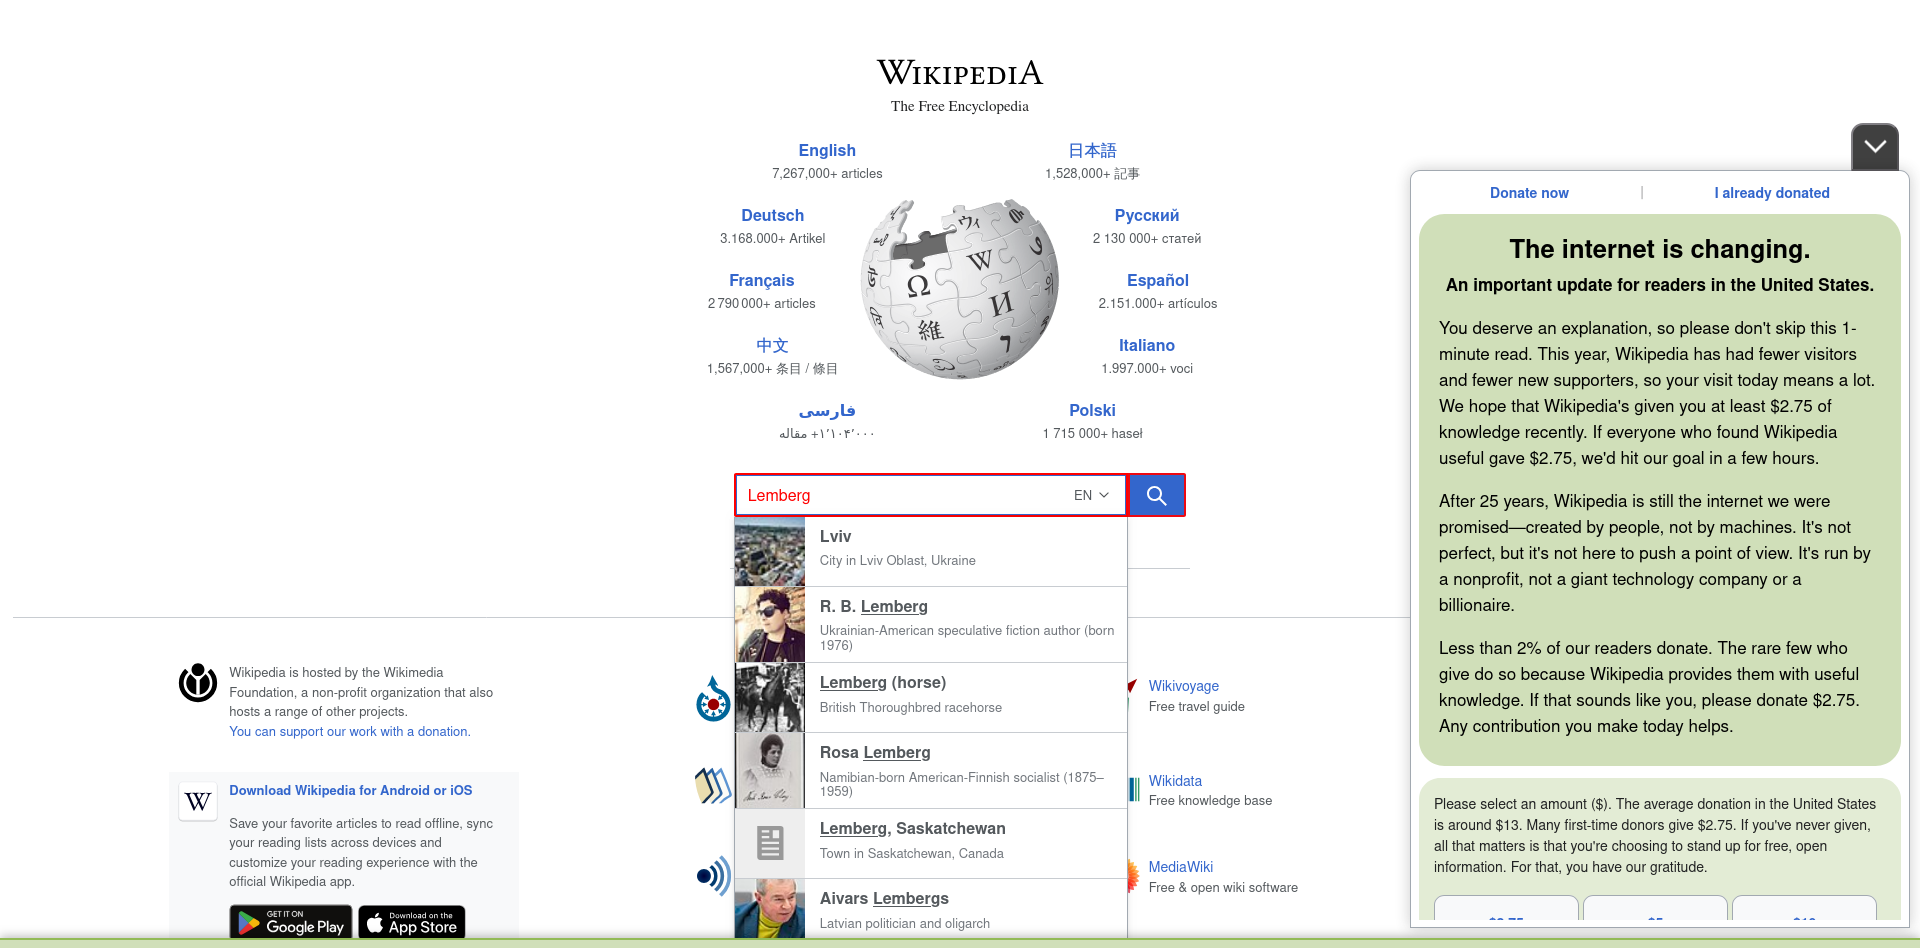 WIKIPEDIA
The Free Encyclopedia
English
7,267,000+ articles
日本語
1,528,000+ 記事
Deutsch
3.168.000+ Artikel
Русский
2 130 000+ статей
Français
2 790 000+ articles
Español
2.151.000+ artículos
中文
1,567,000+ 条目 / 條目
Italiano
1.997.000+ voci
فارسی
۱٬۱۰۴٬۰۰۰+ مقاله
Polski
1 715 000+ haseł
Lemberg
EN
Lviv
City in Lviv Oblast, Ukraine
R. B. Lemberg
Ukrainian-American speculative fiction author (born
1976)
Lemberg (horse)
British Thoroughbred racehorse
Rosa Lemberg
Namibian-born American-Finnish socialist (1875–
1959)
Lemberg, Saskatchewan
Town in Saskatchewan, Canada
Aivars Lembergs
Latvian politician and oligarch
Wikipedia is hosted by the Wikimedia
Foundation, a non-profit organization that also
hosts a range of other projects.
You can support our work with a donation.
W
Download Wikipedia for Android or iOS
Save your favorite articles to read offline, sync
your reading lists across devices and
customize your reading experience with the
official Wikipedia app.
GET IT ON
Google Play
Download on the
App Store
Wikivoyage
Free travel guide
Wikidata
Free knowledge base
MediaWiki
Free & open wiki software
Donate now
I already donated
The internet is changing.
An important update for readers in the United States.
You deserve an explanation, so please don't skip this 1-
minute read. This year, Wikipedia has had fewer visitors
and fewer new supporters, so your visit today means a lot.
We hope that Wikipedia's given you at least $2.75 of
knowledge recently. If everyone who found Wikipedia
useful gave $2.75, we'd hit our goal in a few hours.
After 25 years, Wikipedia is still the internet we were
promised—created by people, not by machines. It's not
perfect, but it's not here to push a point of view. It's run by
a nonprofit, not a giant technology company or a
billionaire.
Less than 2% of our readers donate. The rare few who
give do so because Wikipedia provides them with useful
knowledge. If that sounds like you, please donate $2.75.
Any contribution you make today helps.
Please select an amount ($). The average donation in the United States
is around $13. Many first-time donors give $2.75. If you've never given,
all that matters is that you're choosing to stand up for free, open
information. For that, you have our gratitude.